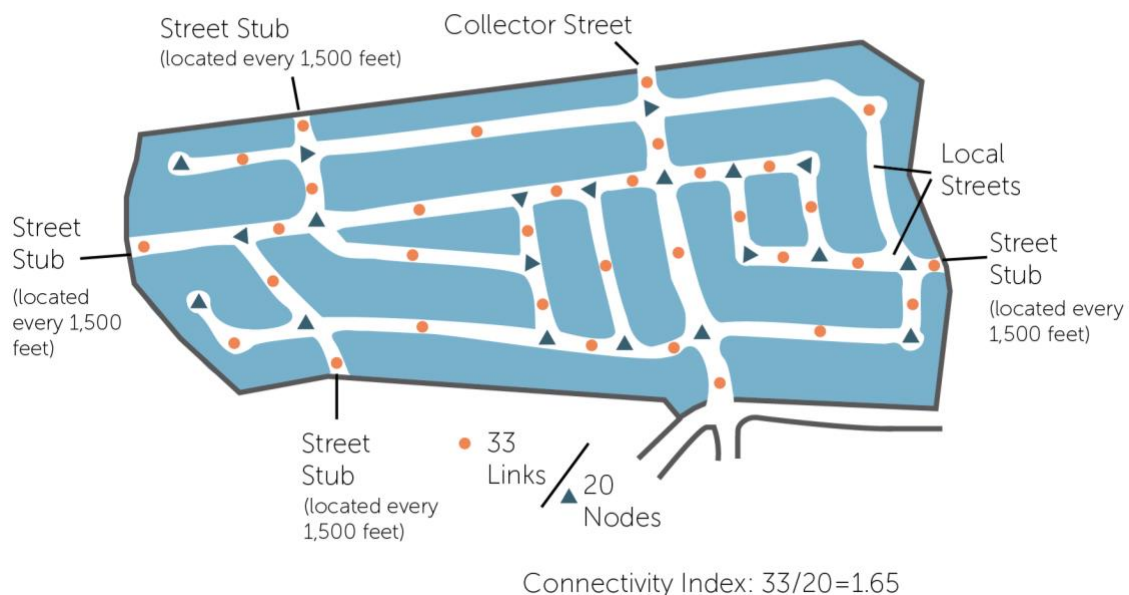 Street Stub
(located every 1,500 feet)
Collector Street
Local
Streets
Street
Stub
(located
every 1,500
feet)
Street
Stub
(located every
1,500 feet)
Street
Stub
(located every
1,500 feet)
33
Links
20
Nodes
Connectivity Index: 33/20=1.65